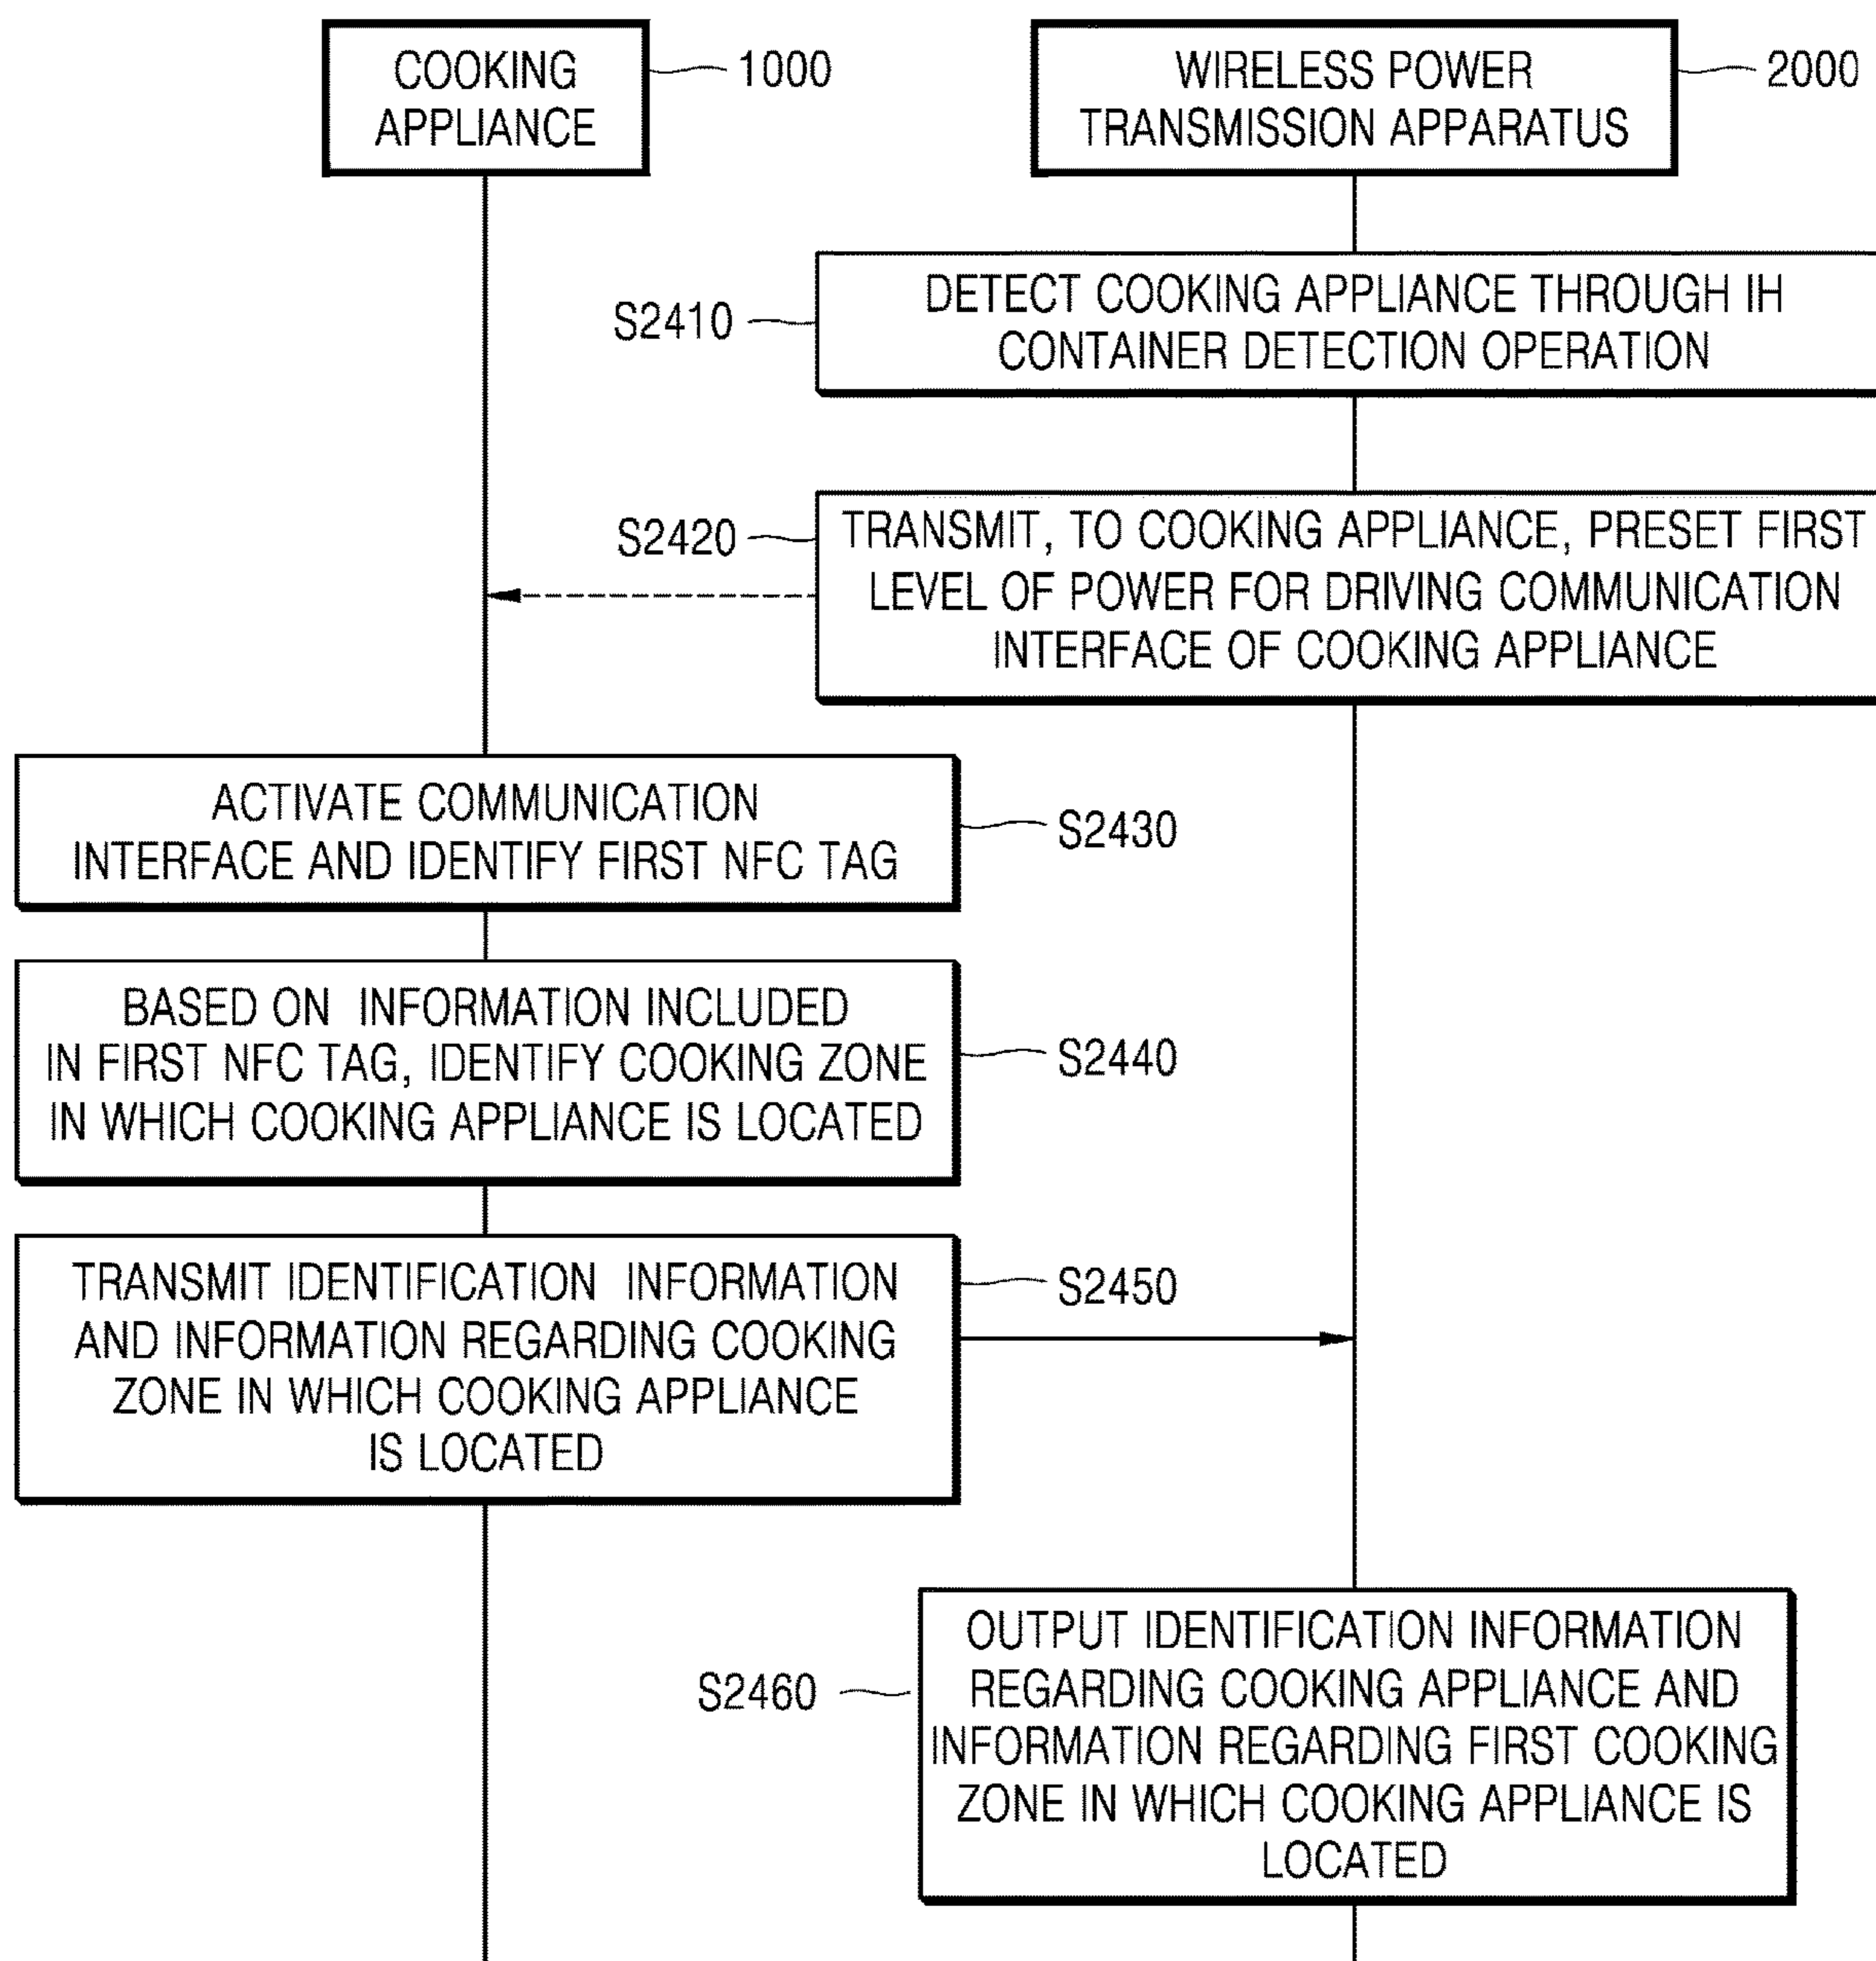 COOKING
APPLIANCE
1000
WIRELESS POWER
TRANSMISSION APPARATUS
2000
S2410
DETECT COOKING APPLIANCE THROUGH IH
CONTAINER DETECTION OPERATION
S2420
TRANSMIT, TO COOKING APPLIANCE, PRESET FIRST
LEVEL OF POWER FOR DRIVING COMMUNICATION
INTERFACE OF COOKING APPLIANCE
ACTIVATE COMMUNICATION
INTERFACE AND IDENTIFY FIRST NFC TAG
S2430
BASED ON INFORMATION INCLUDED
IN FIRST NFC TAG, IDENTIFY COOKING ZONE
IN WHICH COOKING APPLIANCE IS LOCATED
S2440
TRANSMIT IDENTIFICATION INFORMATION
AND INFORMATION REGARDING COOKING
ZONE IN WHICH COOKING APPLIANCE
IS LOCATED
S2450
S2460
OUTPUT IDENTIFICATION INFORMATION
REGARDING COOKING APPLIANCE AND
INFORMATION REGARDING FIRST COOKING
ZONE IN WHICH COOKING APPLIANCE IS
LOCATED